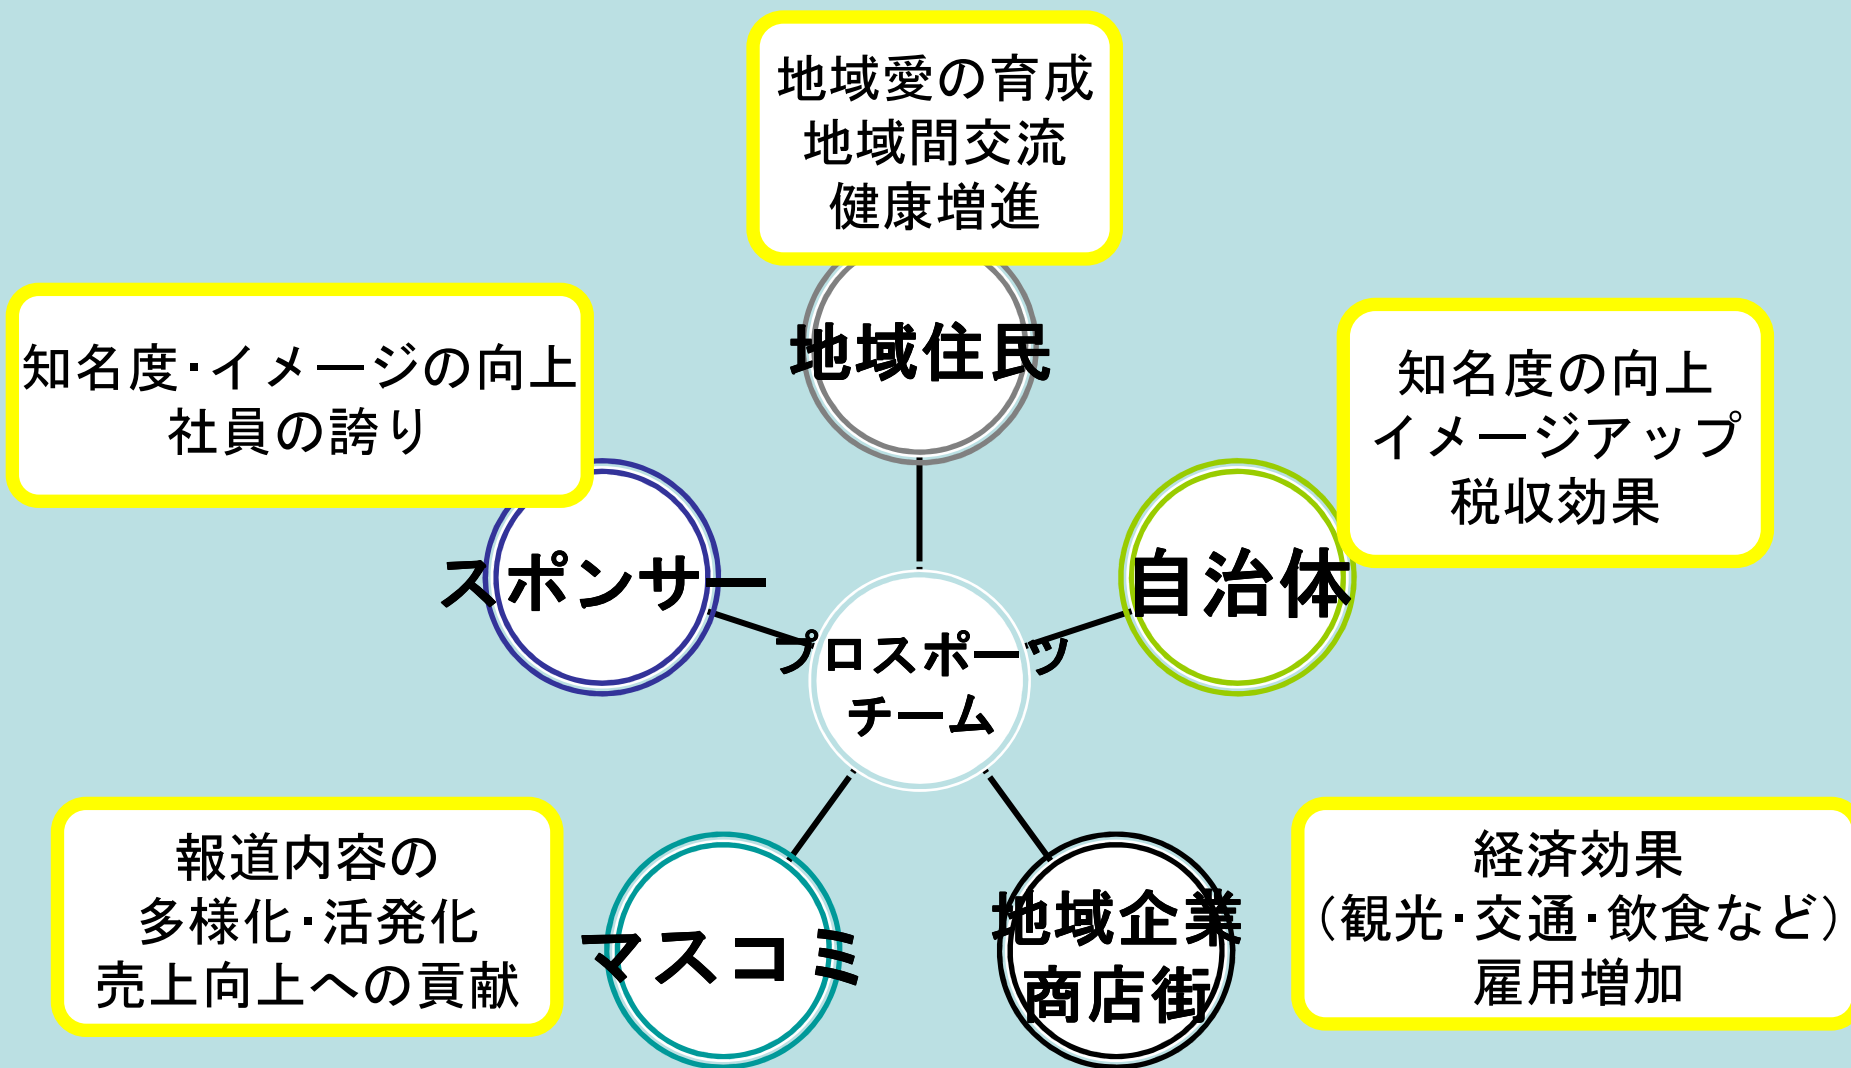 地域愛の育成
地域間交流
健康増進
地域住民
知名度・イメージの向上
社員の誇り
スポンサー
知名度の向上
イメージアップ
税収効果
自治体
プロスポーツ
チーム
報道内容の
多様化・活発化
売上向上への貢献
マスコミ
地域企業
商店街
経済効果
（観光・交通・飲食など）
雇用増加